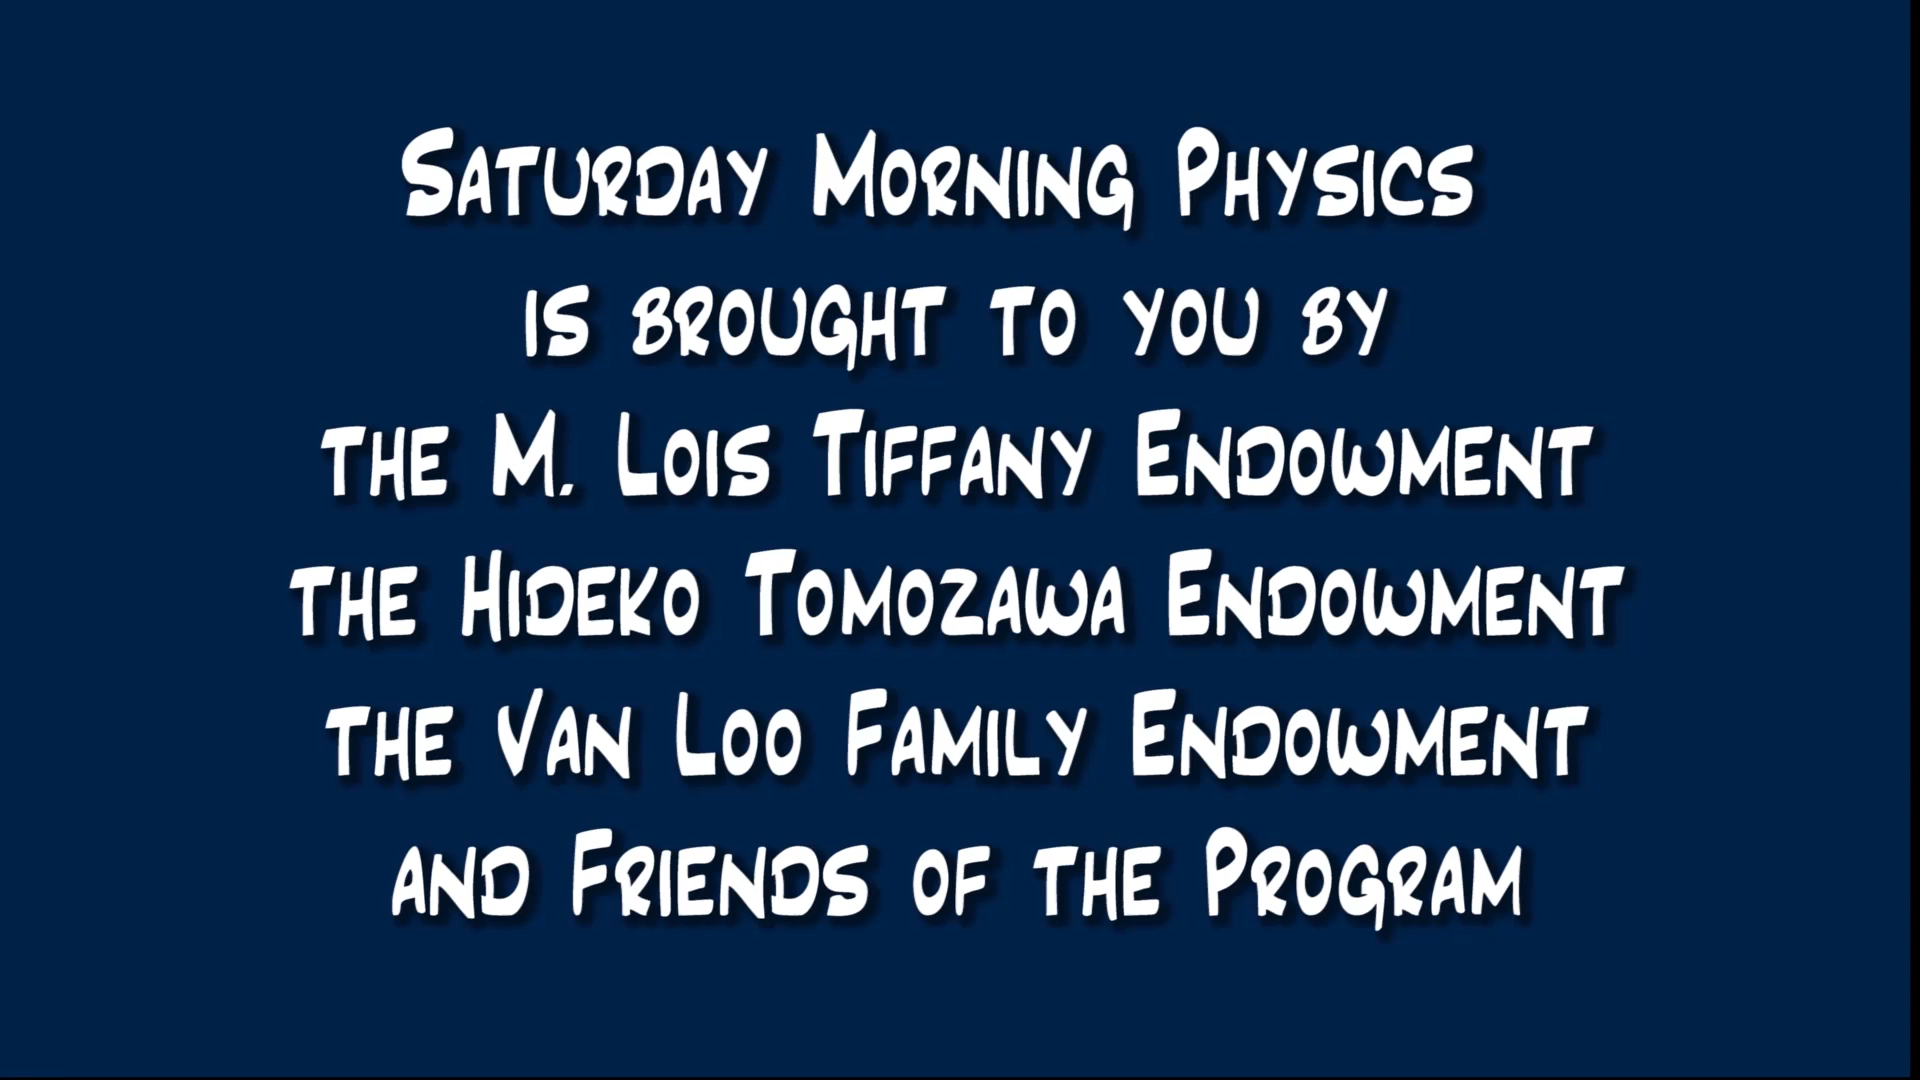 Saturday Morning Physics
is brought to you by
the M. Lois Tiffany Endowment
the Hideko Tomozawa Endowment
the Van Loo Family Endowment
and Friends of the Program